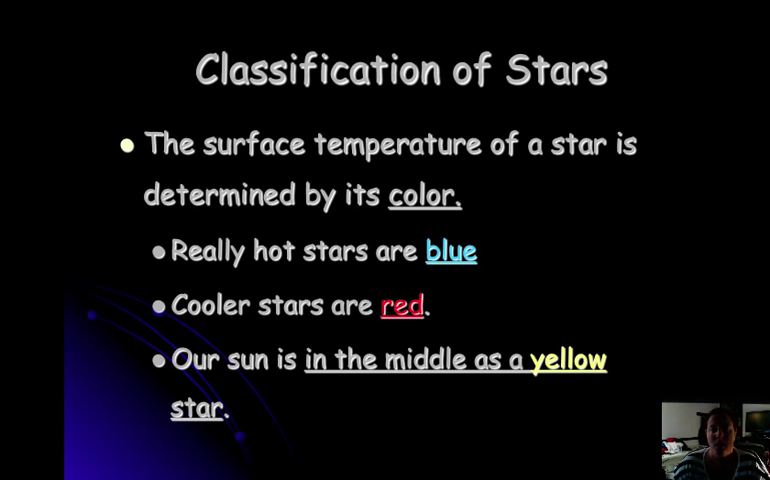 Classification of Stars
The surface temperature of a star is
determined by its color.
Really hot stars are blue
Cooler stars are red.
Our sun is in the middle as a yellow
star.